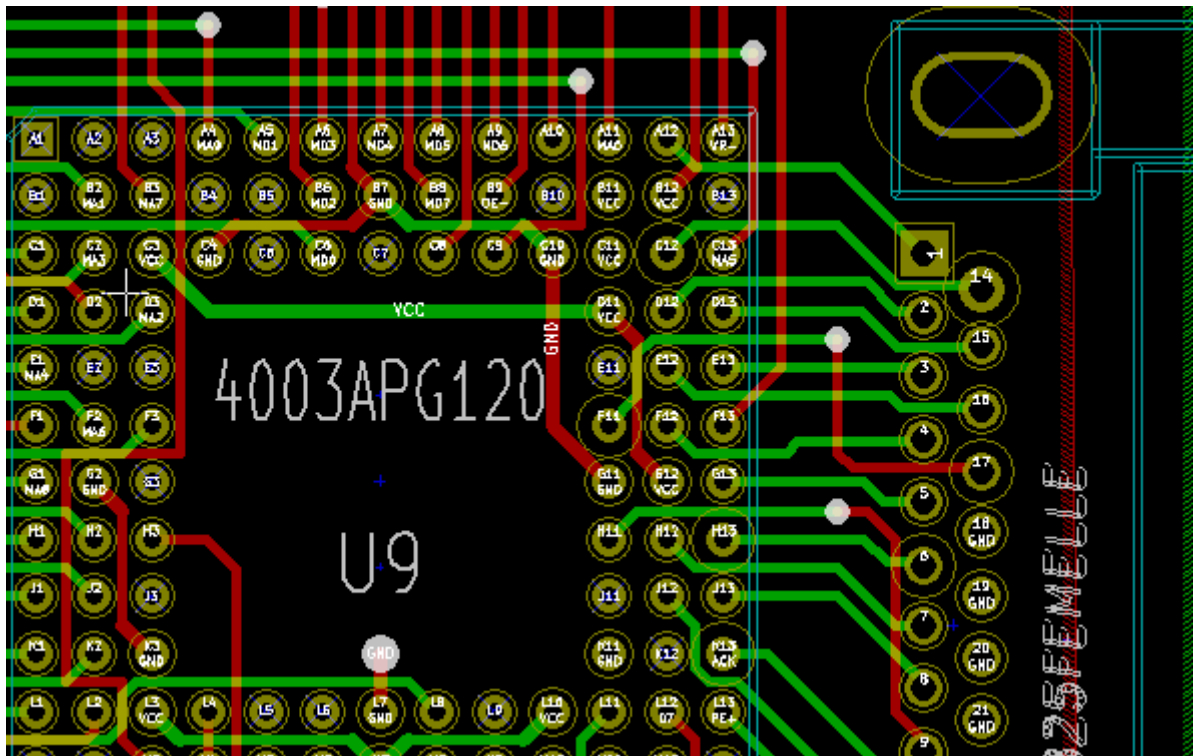 A1 A2 A3 A4 A5 A6 A7 A8 A9 A10 A11 A12 A13
MA9 MD1 MD3 MD4 MD5 MD6 MA0 VR-
B1 B2 B3 B4 B5 B6 B7 B8 B9 B10 B11 B12 B13
MA1 MA7 MD2 GND MD7 OE- VCC VCC
C1 C2 C3 C4 C6 C7 C8 C9 C11 C12 C13
MA3 VCC GND MD0 GND VCC MA5
1
14
D1 D2 D3 VCC D11 D12 D13 2
MA2 VCC
GND
15
E1 E2 E3 E11 E12 E13 3
MA4
4003APG120
16
F1 F2 F3 F11 F12 F13 4
MA6
17
G1 G2 G3 G11 G12 G13 5
GND GND VCC
18
GND
H1 H2 H3 H11 H12 H13 6
U9
19
GND
J1 J2 J3 J11 J12 J13 7
K1 K2 K3 GND K11 K12 K13 20
GND GND ACK GND
8
L1 L2 L3 L4 L5 L6 L7 L8 L9 L10 L11 L12 L13 21
VCC GND VCC D7 PE+ GND
9